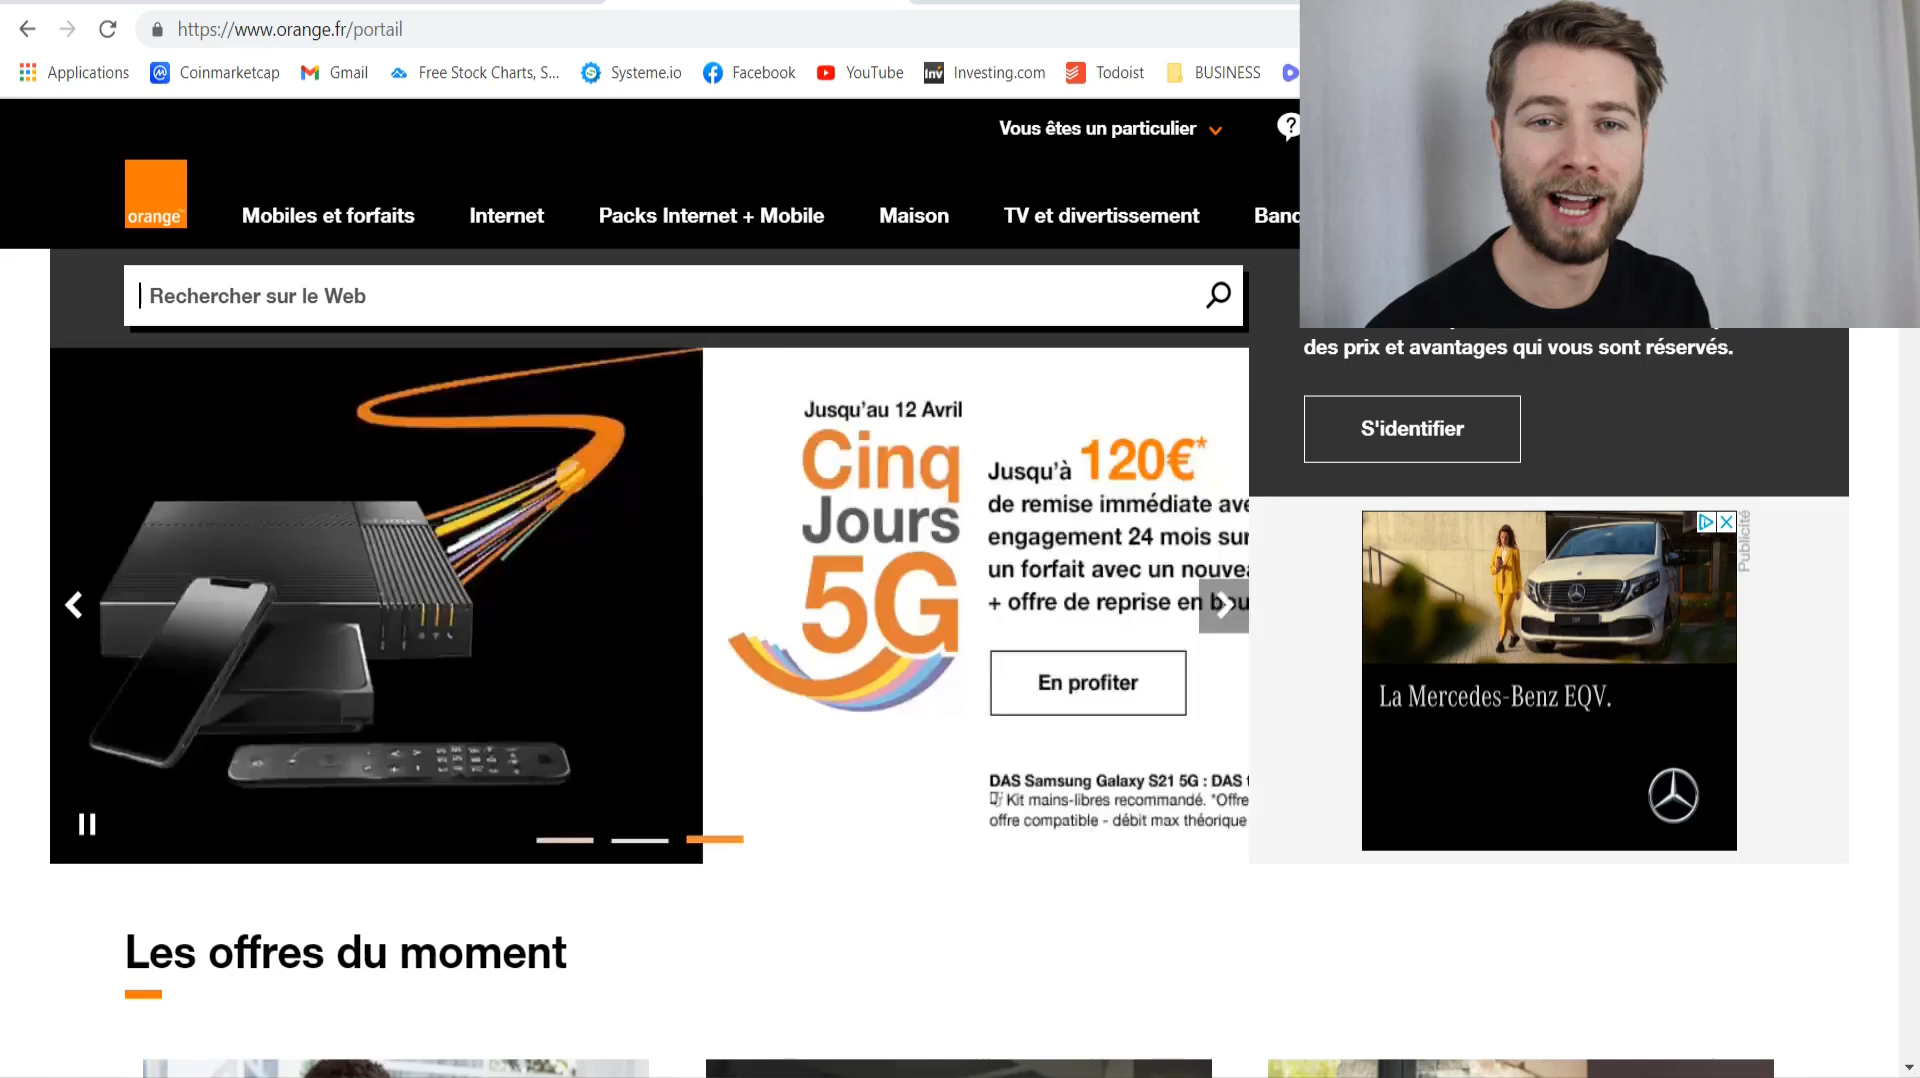 https://www.orange.fr/portail
Applications
Coinmarketcap
Gmail
Free Stock Charts, S...
Systeme.io
Facebook
YouTube
Inv
Investing.com
Todoist
BUSINESS
Vous êtes un particulier
?
orange™
Mobiles et forfaits
Internet
Packs Internet + Mobile
Maison
TV et divertissement
Banq
Rechercher sur le Web
des prix et avantages qui vous sont réservés.
S'identifier
Jusqu'au 12 Avril
Cinq
Jours
5G
Jusqu'à 120€*
de remise immédiate ave
engagement 24 mois sur
un forfait avec un nouvea
+ offre de reprise en bou
En profiter
DAS Samsung Galaxy S21 5G : DAS t
Kit mains-libres recommandé. *Offre
offre compatible - débit max théorique
Publicité
La Mercedes-Benz EQV.
Les offres du moment